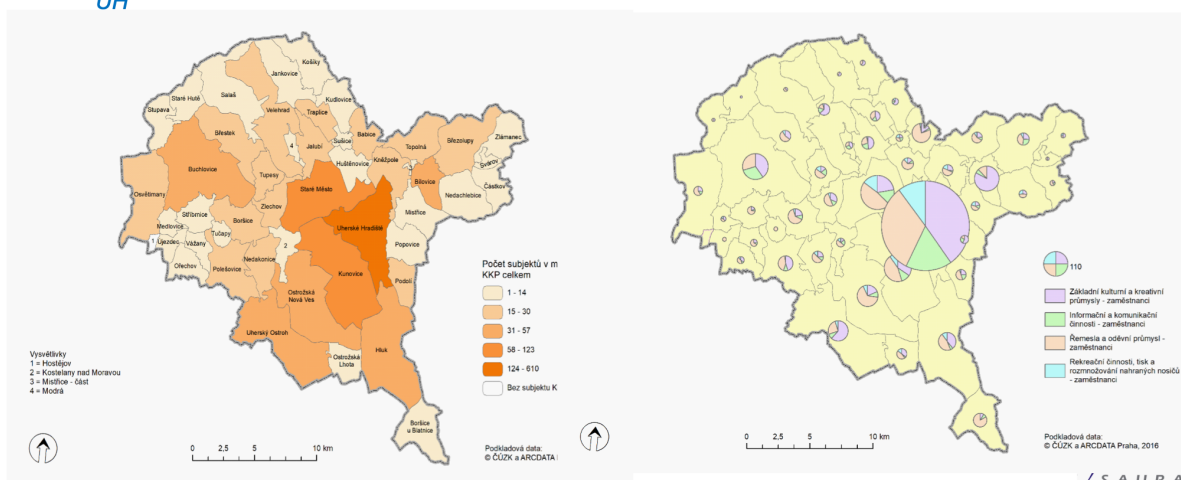 UH
Košíky
Jankovice
Staré Hutě
Salaš
Kudlovice
Stupava
Velehrad
Traplice
Zlámanec
Břestek
Babice
Březolupy
4
Jalubí
Sušice
Topolná
Svárov
Huštěnovice
Kněžpole
3
Buchlovice
Tupesy
Bílovice
Částkov
Staré Město
Nedachlebice
Osvětimany
Zlechov
Stříbrnice
Mistřice
Medlovice
Boršice
Uherské Hradiště
Tučapy
1
Újezdec
Vážany
2
Popovice
Ořechov
Nedakonice
Polešovice
Kunovice
Podolí
Ostrožská
Nová Ves
Uherský Ostroh
Hluk
Ostrožská
Lhota
Boršice
u Blatnice
Počet subjektů v m
KKP celkem
1 - 14
15 - 30
31 - 57
58 - 123
124 - 610
Bez subjektu K
Vysvětlivky
1 = Hostějov
2 = Kostelany nad Moravou
3 = Mistřice - část
4 = Modrá
0 2,5 5 10 km
Podkladová data:
© ČÚZK a ARCDATA
110
Základní kulturní a kreativní
průmysly - zaměstnanci
Informační a komunikační
činnosti - zaměstnanci
Řemesla a oděvní průmysl -
zaměstnanci
Rekreační činnosti, tisk a
rozmnožování nahraných nosičů
- zaměstnanci
0 2,5 5 10 km
Podkladová data:
© ČÚZK a ARCDATA Praha, 2016